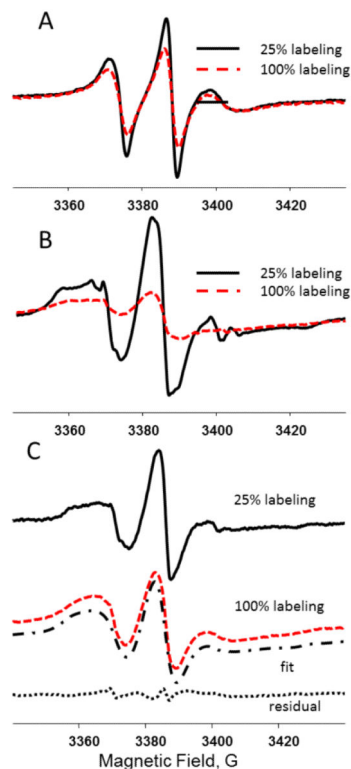 A
25% labeling
100% labeling
3360 3380 3400 3420
B
25% labeling
100% labeling
3360 3380 3400 3420
C
25% labeling
100% labeling
fit
residual
3360 3380 3400 3420
Magnetic Field, G